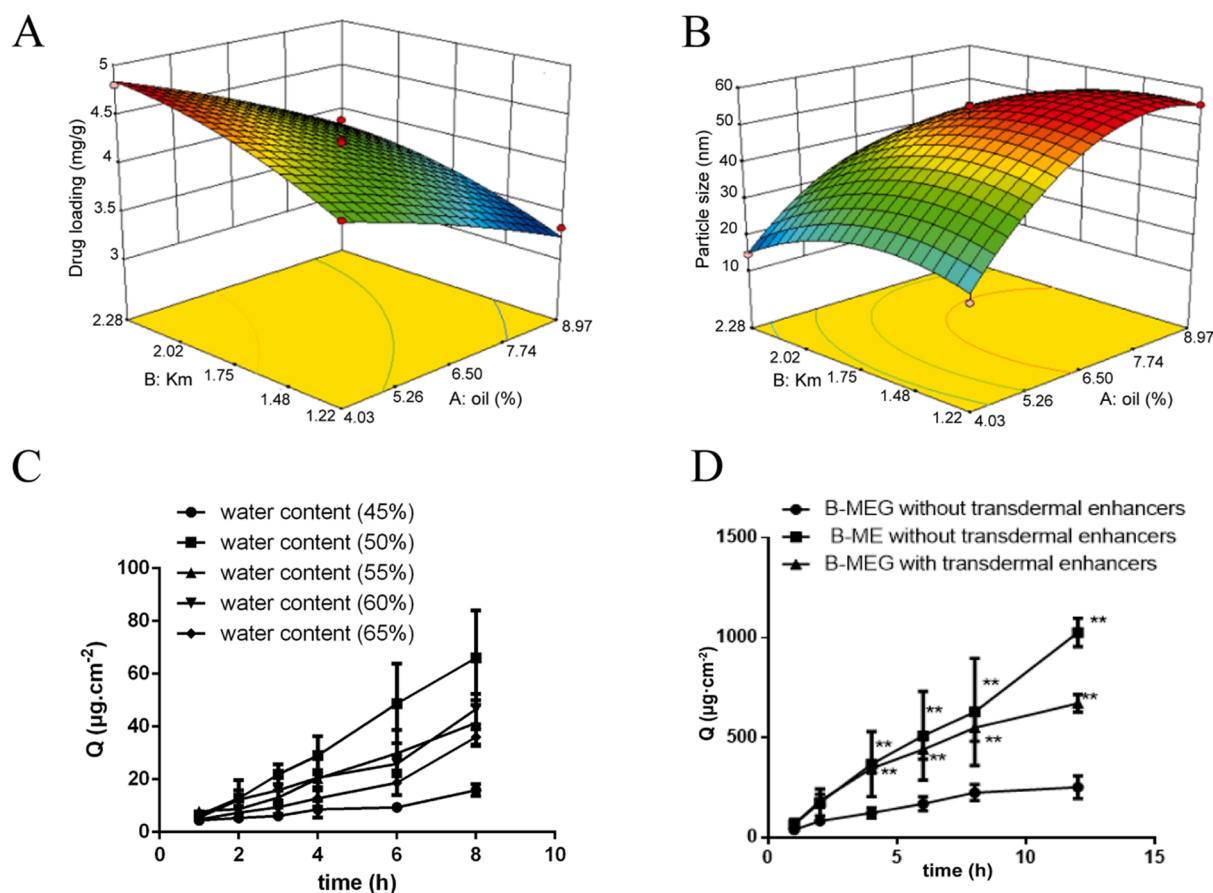 A
5
4.5
4
3.5
3
Drug loading (mg/g)
2.28
2.02
1.75
1.48
1.22
B: Km
4.03
5.26
6.50
7.74
8.97
A: oil (%)
B
60
50
40
30
20
10
Particle size (nm)
2.28
2.02
1.75
1.48
1.22
B: Km
4.03
5.26
6.50
7.74
8.97
A: oil (%)
C
water content (45%)
water content (50%)
water content (55%)
water content (60%)
water content (65%)
100
80
60
40
20
0
Q (µg.cm⁻²)
0 2 4 6 8 10
time (h)
D
B-MEG without transdermal enhancers
B-ME without transdermal enhancers
B-MEG with transdermal enhancers
1500
1000
500
0
Q (µg·cm⁻²)
**
**
**
**
**
**
**
**
0 5 10 15
time (h)